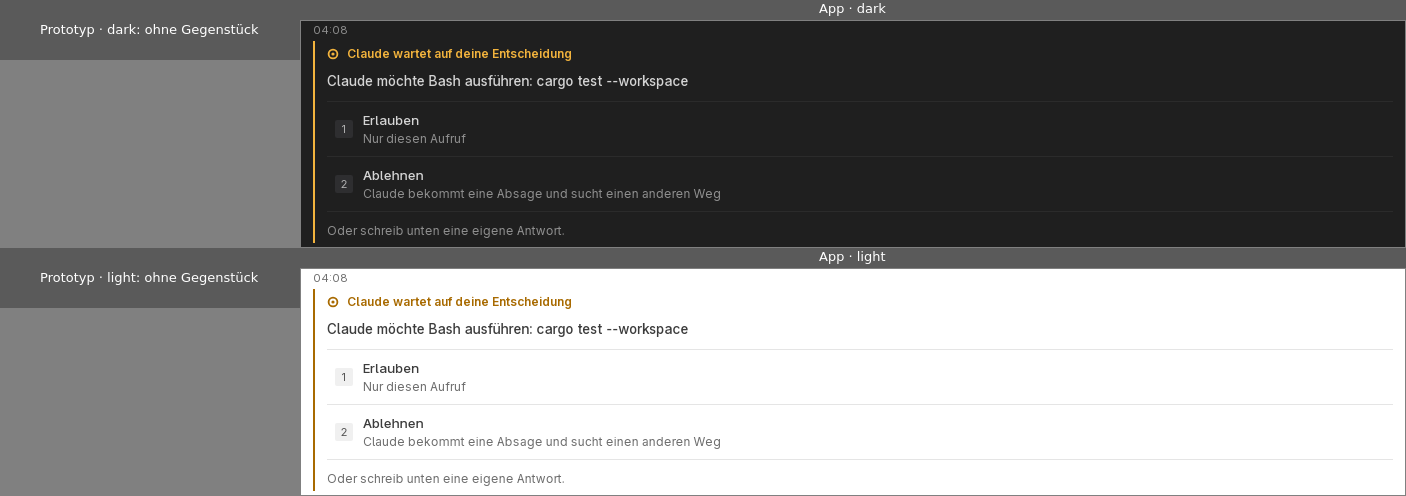 App · dark
Prototyp · dark: ohne Gegenstück
04:08
Claude wartet auf deine Entscheidung
Claude möchte Bash ausführen: cargo test --workspace
1
Erlauben
Nur diesen Aufruf
2
Ablehnen
Claude bekommt eine Absage und sucht einen anderen Weg
Oder schreib unten eine eigene Antwort.
App · light
Prototyp · light: ohne Gegenstück
04:08
Claude wartet auf deine Entscheidung
Claude möchte Bash ausführen: cargo test --workspace
1
Erlauben
Nur diesen Aufruf
2
Ablehnen
Claude bekommt eine Absage und sucht einen anderen Weg
Oder schreib unten eine eigene Antwort.